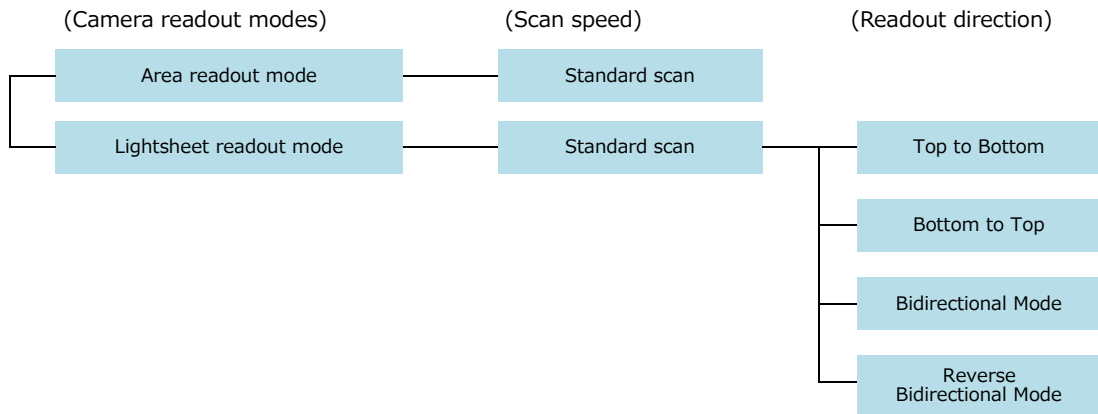 (Camera readout modes)
(Scan speed)
(Readout direction)
Area readout mode
Standard scan
Lightsheet readout mode
Standard scan
Top to Bottom
Bottom to Top
Bidirectional Mode
Reverse
Bidirectional Mode